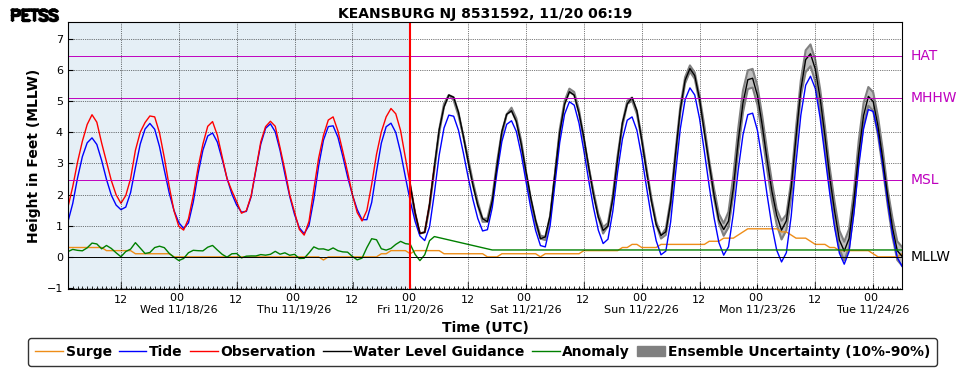 PETSS
KEANSBURG NJ 8531592, 11/20 06:19
Height in Feet (MLLW)
7
6
5
4
3
2
1
0
−1
HAT
MHHW
MSL
MLLW
12 00 12 00 12 00 12 00 12 00 12 00 12 00
Wed 11/18/26 Thu 11/19/26 Fri 11/20/26 Sat 11/21/26 Sun 11/22/26 Mon 11/23/26 Tue 11/24/26
Time (UTC)
Surge Tide Observation Water Level Guidance Anomaly Ensemble Uncertainty (10%-90%)